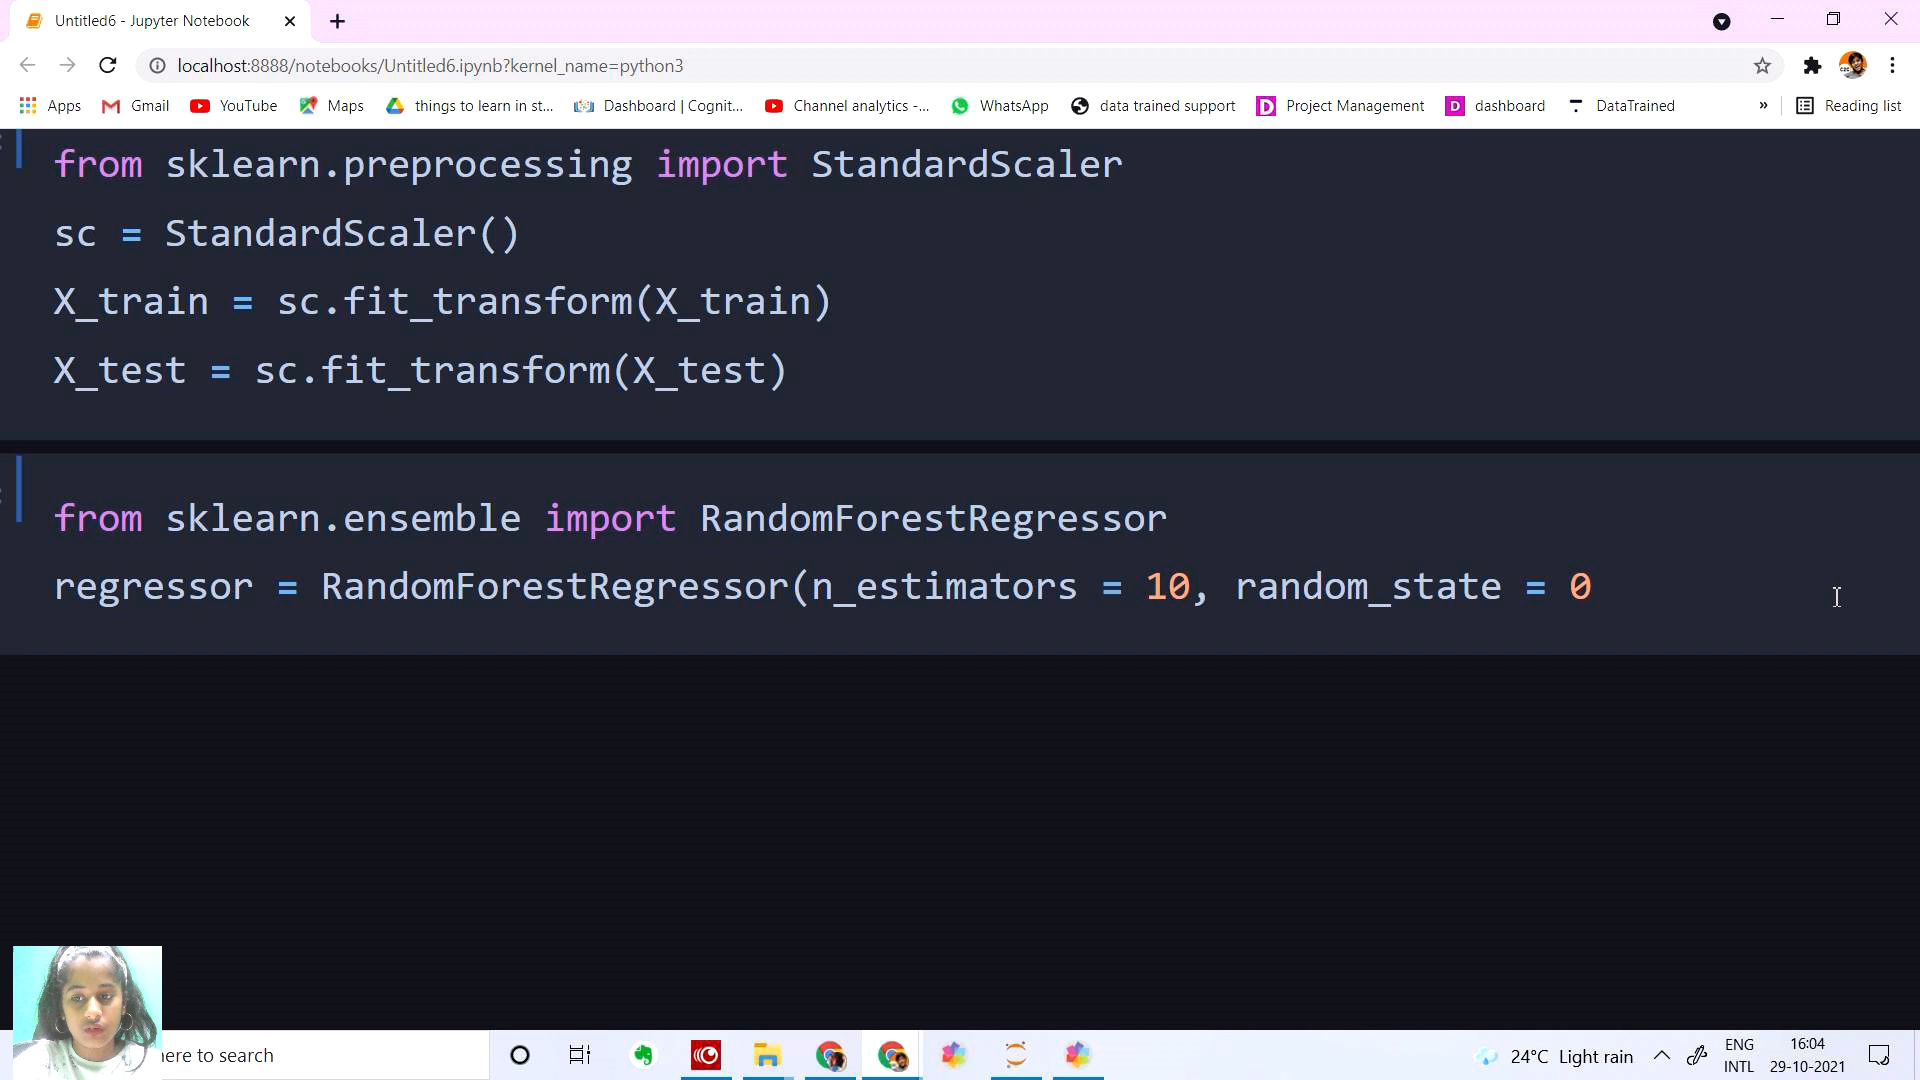 Untitled6 - Jupyter Notebook
localhost:8888/notebooks/Untitled6.ipynb?kernel_name=python3
Apps Gmail YouTube Maps things to learn in st... Dashboard | Cognit... Channel analytics -... WhatsApp data trained support Project Management dashboard DataTrained » Reading list
from sklearn.preprocessing import StandardScaler
sc = StandardScaler()
X_train = sc.fit_transform(X_train)
X_test = sc.fit_transform(X_test)
from sklearn.ensemble import RandomForestRegressor
regressor = RandomForestRegressor(n_estimators = 10, random_state = 0
here to search
24°C Light rain
ENG
INTL
16:04
29-10-2021